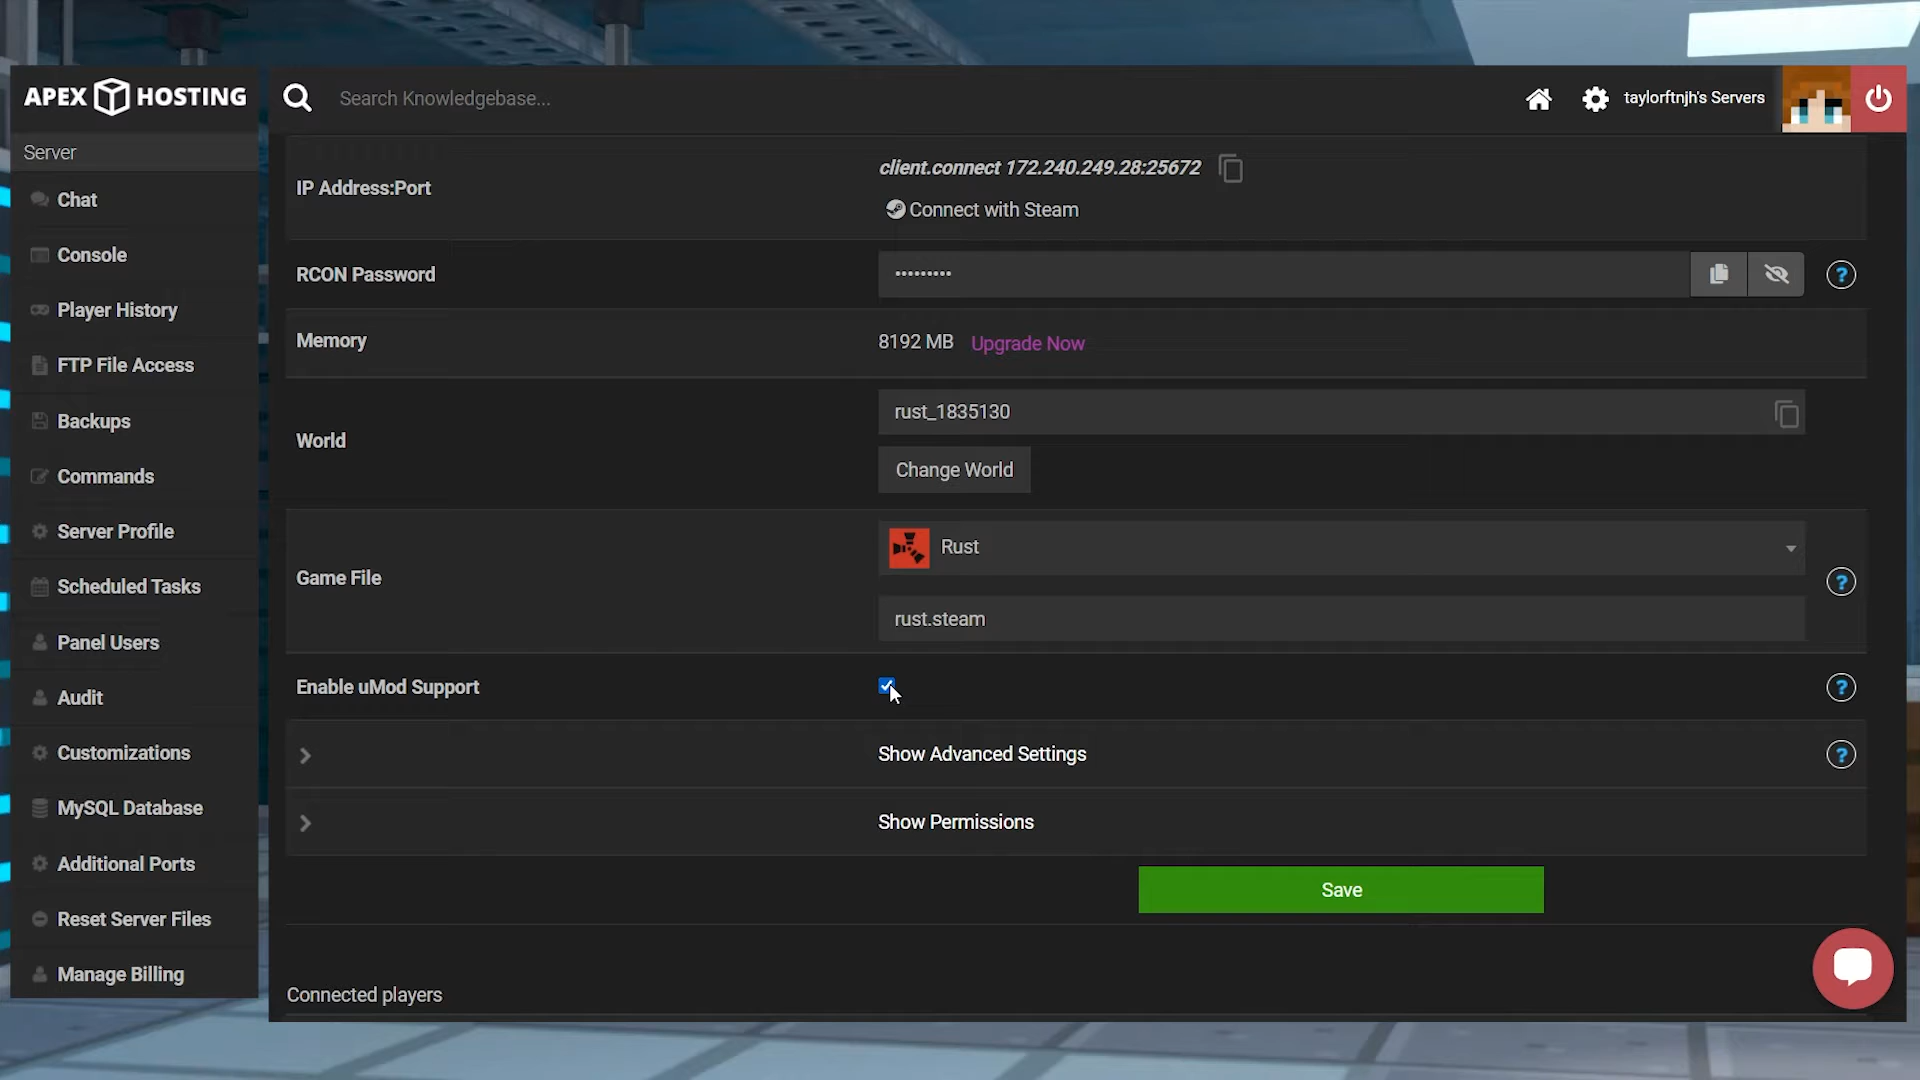 APEX HOSTING
Search Knowledgebase...
taylorftnjh's Servers
Server
Chat
Console
Player History
FTP File Access
Backups
Commands
Server Profile
Scheduled Tasks
Panel Users
Audit
Customizations
MySQL Database
Additional Ports
Reset Server Files
Manage Billing
IP Address:Port
client.connect 172.240.249.28:25672
Connect with Steam
RCON Password
•••••••••
?
Memory
8192 MB Upgrade Now
World
rust_1835130
Change World
Game File
Rust
rust.steam
?
Enable uMod Support
?
Show Advanced Settings
?
Show Permissions
Save
Connected players